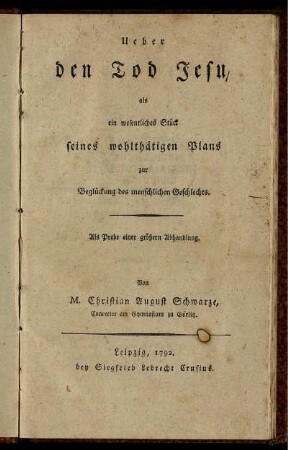 Ueber
den Tod Jesu,
als
ein wesentliches Stück
seines wohlthätigen Plans
zur
Beglückung des menschlichen Geschlechts.
Als Probe einer größern Abhandlung.
Von
M. Christian August Schwarze,
Conrector am Gymnasium zu Görlitz.
Leipzig, 1792.
bey Siegfried Lebrecht Crusius.